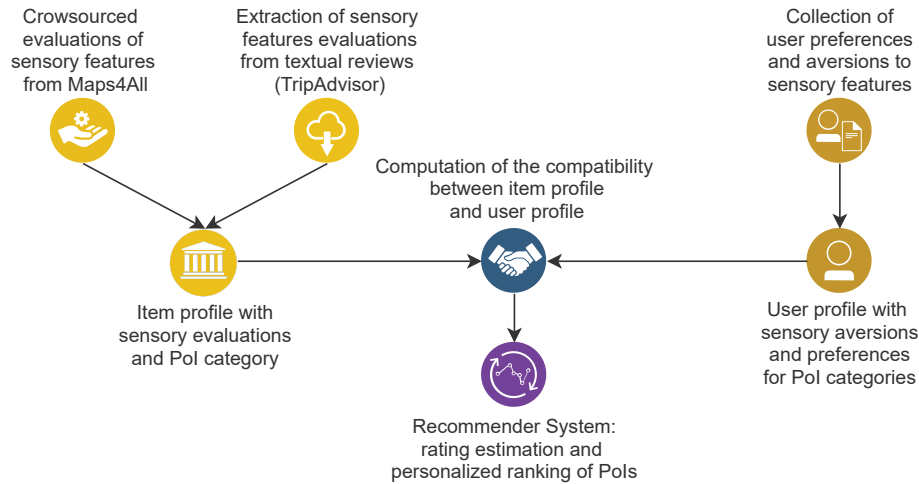 Crowsourced
evaluations of
sensory features
from Maps4All
Extraction of sensory
features evaluations
from textual reviews
(TripAdvisor)
Collection of
user preferences
and aversions to
sensory features
Computation of the compatibility
between item profile
and user profile
Item profile with
sensory evaluations
and PoI category
User profile with
sensory aversions
and preferences
for PoI categories
Recommender System:
rating estimation and
personalized ranking of PoIs